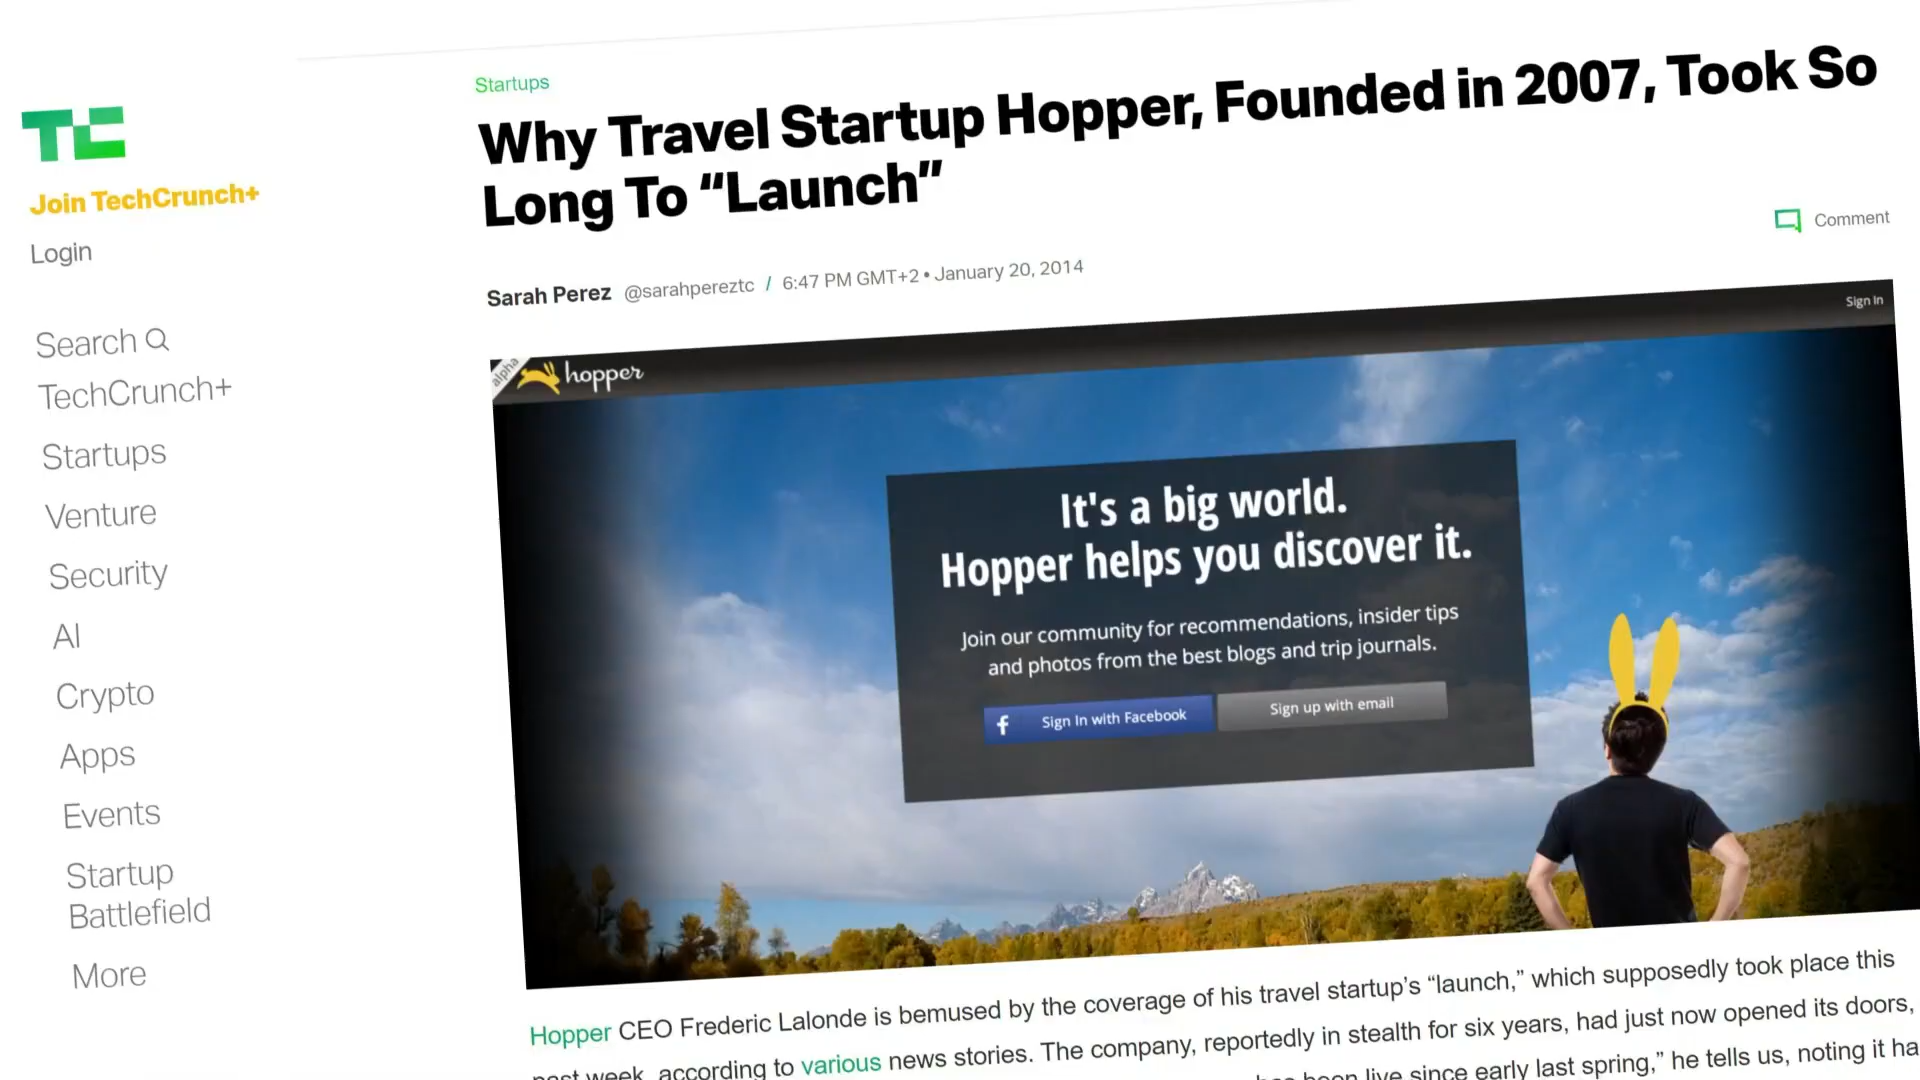 TC
Join TechCrunch+
Login
Search
TechCrunch+
Startups
Venture
Security
AI
Crypto
Apps
Events
Startup
Battlefield
More
Startups
Why Travel Startup Hopper, Founded in 2007, Took So
Long To “Launch”
Sarah Perez @sarahpereztc / 6:47 PM GMT+2 • January 20, 2014
Comment
alpha
hopper
Sign In
It's a big world.
Hopper helps you discover it.
Join our community for recommendations, insider tips
and photos from the best blogs and trip journals.
f Sign In with Facebook
Sign up with email
Hopper CEO Frederic Lalonde is bemused by the coverage of his travel startup’s “launch,” which supposedly took place this
past week, according to various news stories. The company, reportedly in stealth for six years, had just now opened its doors,
been live since early last spring,” he tells us, noting it ha